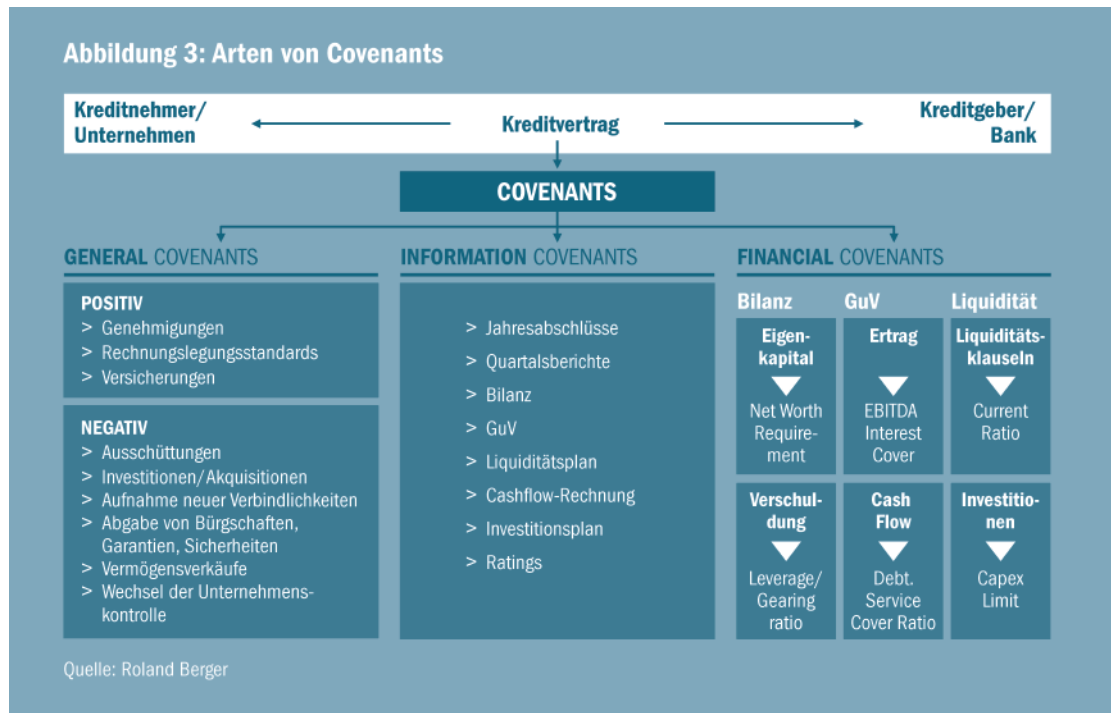 Abbildung 3: Arten von Covenants
Kreditnehmer/
Unternehmen
Kreditvertrag
Kreditgeber/
Bank
COVENANTS
GENERAL COVENANTS
POSITIV
> Genehmigungen
> Rechnungslegungsstandards
> Versicherungen
NEGATIV
> Ausschüttungen
> Investitionen/Akquisitionen
> Aufnahme neuer Verbindlichkeiten
> Abgabe von Bürgschaften,
Garantien, Sicherheiten
> Vermögensverkäufe
> Wechsel der Unternehmens-
kontrolle
INFORMATION COVENANTS
> Jahresabschlüsse
> Quartalsberichte
> Bilanz
> GuV
> Liquiditätsplan
> Cashflow-Rechnung
> Investitionsplan
> Ratings
FINANCIAL COVENANTS
Bilanz
Eigen-
kapital
Net Worth
Require-
ment
Verschul-
dung
Leverage/
Gearing
ratio
GuV
Ertrag
EBITDA
Interest
Cover
Cash
Flow
Debt.
Service
Cover Ratio
Liquidität
Liquiditäts-
klauseln
Current
Ratio
Investitio-
nen
Capex
Limit
Quelle: Roland Berger